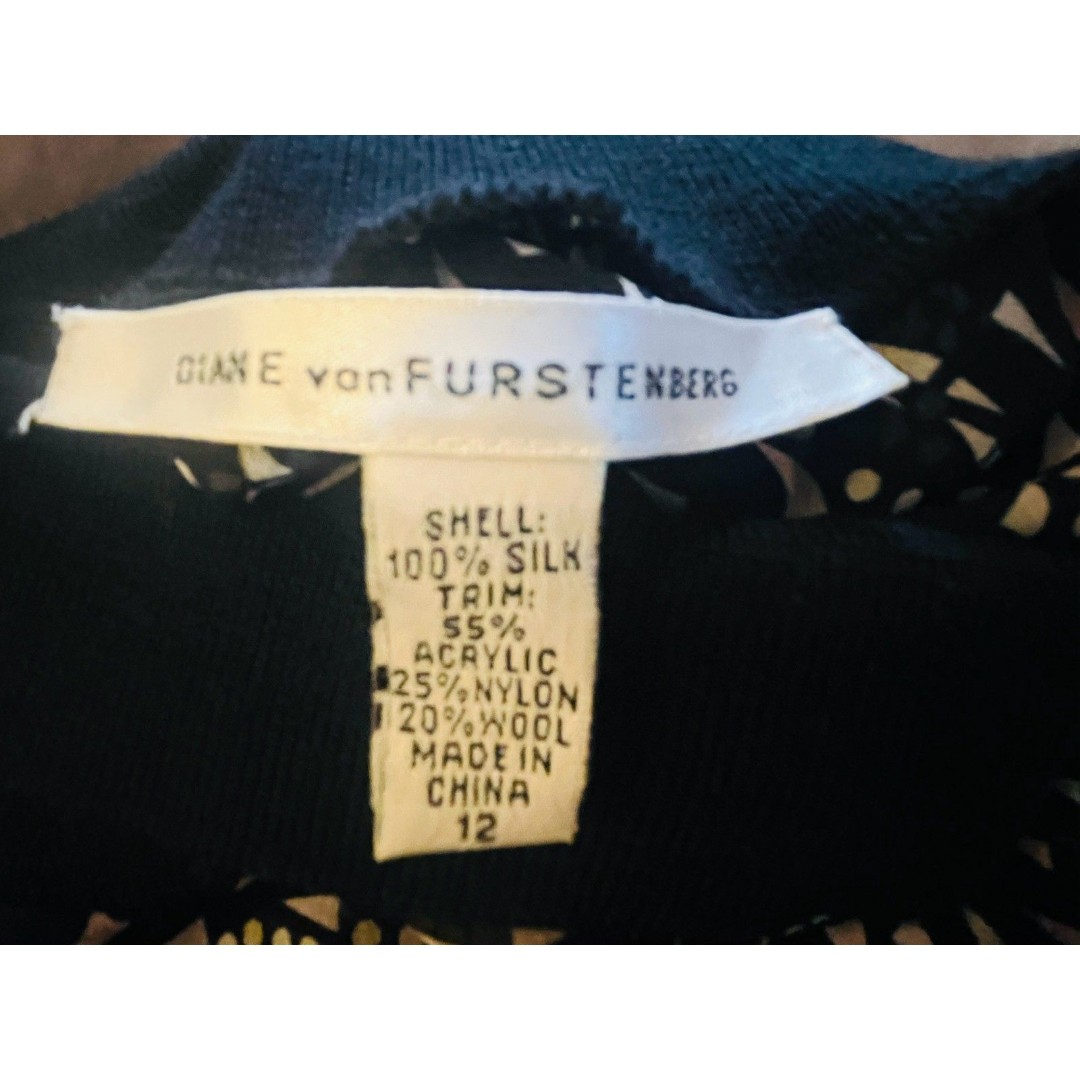 DIANE von FURSTENBERG
SHELL:
100% SILK
TRIM:
55%
ACRYLIC
25% NYLON
20% WOOL
MADE IN
CHINA
12